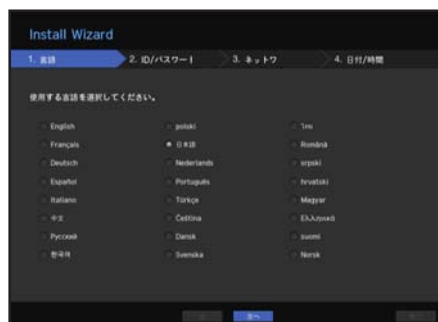 Install Wizard
1. 言語 2. ID/パスワード 3. ネットワ 4. 日付/時間
使用する言語を選択してください。
English polski ไทย
Français 日本語 Română
Deutsch Nederlands srpski
Español Português hrvatski
Italiano Türkçe Magyar
中文 Čeština Ελληνικά
Русский Dansk suomi
한국어 Svenska Norsk
次へ